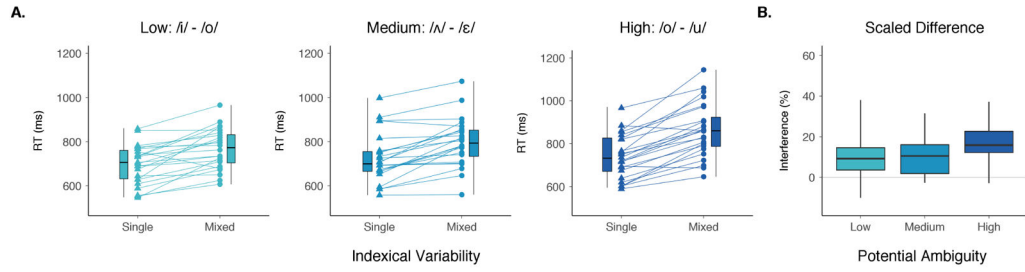 A.
Low: /i/ - /o/
Medium: /ʌ/ - /ɛ/
High: /o/ - /u/
B.
Scaled Difference
1200
1000
800
600
RT (ms)
Single
Mixed
1200
1000
800
600
RT (ms)
Single
Mixed
1200
1000
800
600
RT (ms)
Single
Mixed
Indexical Variability
60
40
20
0
Interference (%)
Low
Medium
High
Potential Ambiguity